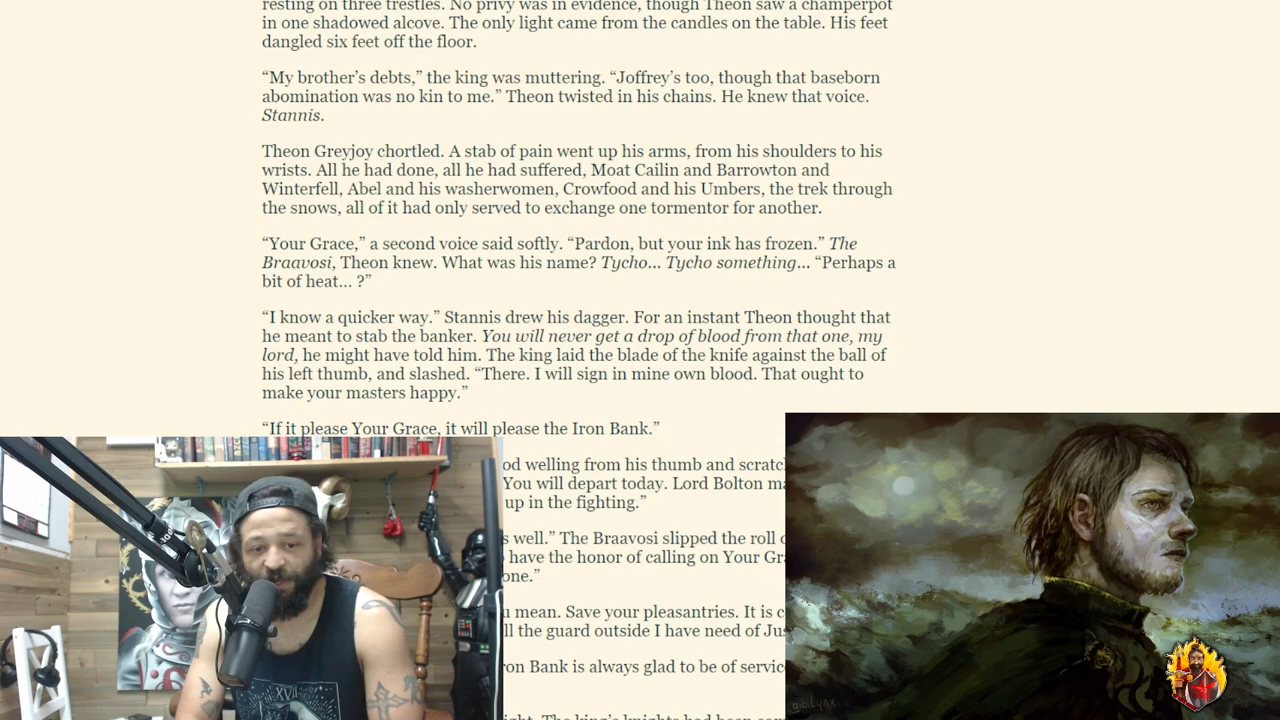 resting on three trestles. No privy was in evidence, though Theon saw a champerpot
in one shadowed alcove. The only light came from the candles on the table. His feet
dangled six feet off the floor.
“My brother’s debts,” the king was muttering. “Joffrey’s too, though that baseborn
abomination was no kin to me.” Theon twisted in his chains. He knew that voice.
Stannis.
Theon Greyjoy chortled. A stab of pain went up his arms, from his shoulders to his
wrists. All he had done, all he had suffered, Moat Cailin and Barrowton and
Winterfell, Abel and his washerwomen, Crowfood and his Umbers, the trek through
the snows, all of it had only served to exchange one tormentor for another.
“Your Grace,” a second voice said softly. “Pardon, but your ink has frozen.” The
Braavosi, Theon knew. What was his name? Tycho… Tycho something… “Perhaps a
bit of heat… ?”
“I know a quicker way.” Stannis drew his dagger. For an instant Theon thought that
he meant to stab the banker. You will never get a drop of blood from that one, my
lord, he might have told him. The king laid the blade of the knife against the ball of
his left thumb, and slashed. “There. I will sign in mine own blood. That ought to
make your masters happy.”
“If it please Your Grace, it will please the Iron Bank.”
od welling from his thumb and scratc
You will depart today. Lord Bolton ma
up in the fighting.”
s well.” The Braavosi slipped the roll o
have the honor of calling on Your Gra
one.”
u mean. Save your pleasantries. It is c
ll the guard outside I have need of Jus
ron Bank is always glad to be of servic
ight. The king’s knights had been com
XVII